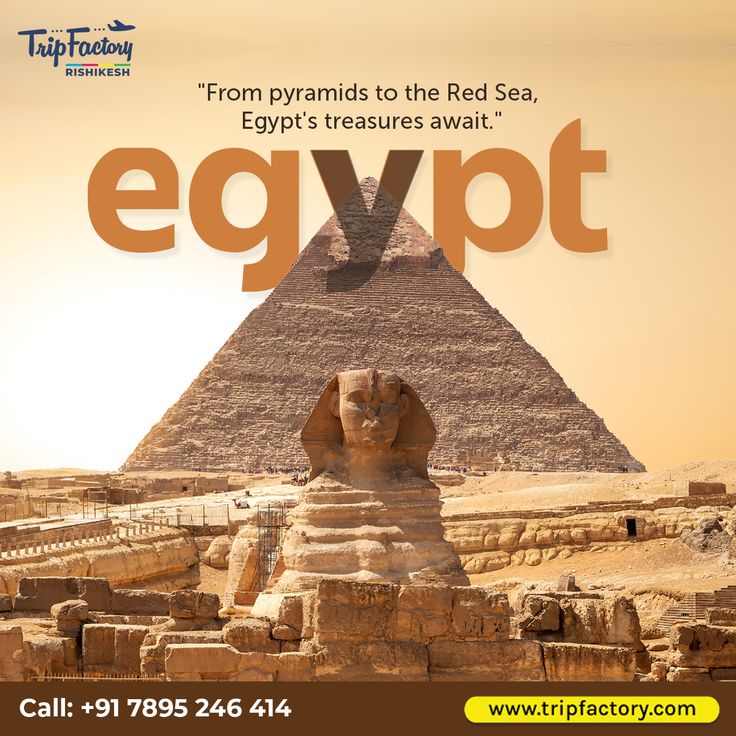 TripFactory
RISHIKESH
"From pyramids to the Red Sea,
Egypt's treasures await."
egypt
Call: +91 7895 246 414
www.tripfactory.com